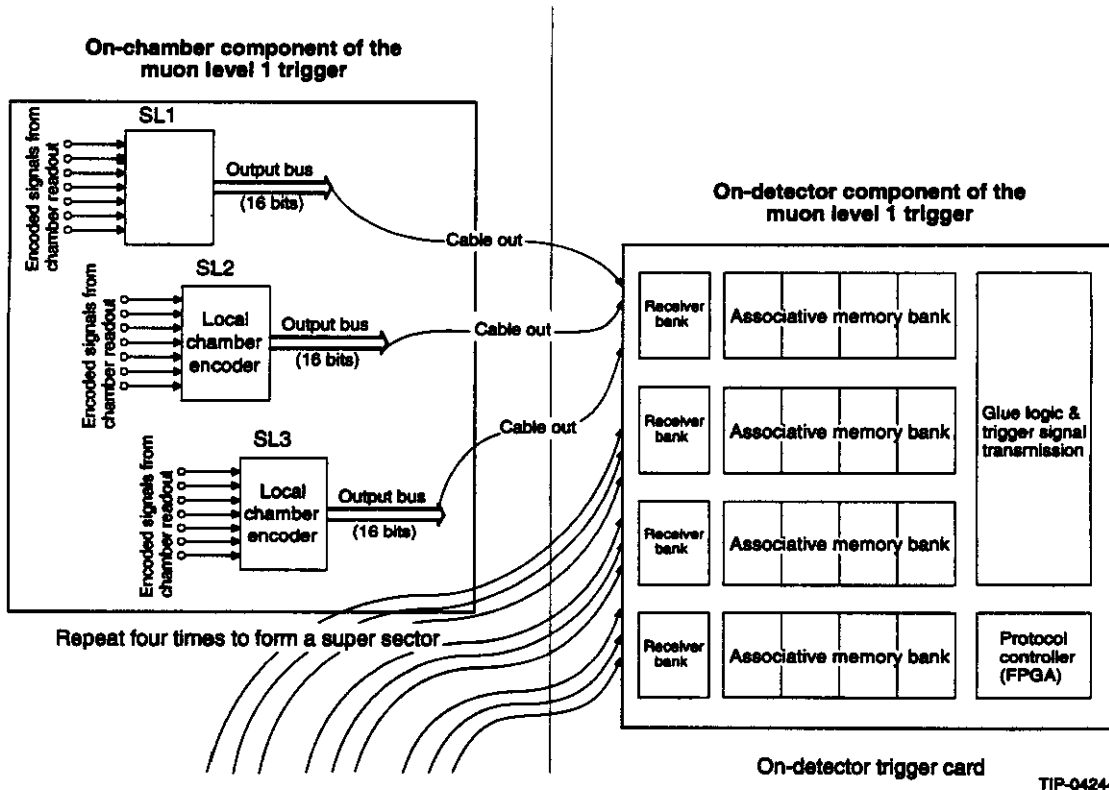 On-chamber component of the
muon level 1 trigger
SL1
Encoded signals from
chamber readout
Output bus
(16 bits)
Cable out
SL2
Encoded signals from
chamber readout
Local
chamber
encoder
Output bus
(16 bits)
Cable out
SL3
Encoded signals from
chamber readout
Local
chamber
encoder
Output bus
(16 bits)
Cable out
Repeat four times to form a super sector
On-detector component of the
muon level 1 trigger
Receiver
bank
Associative memory bank
Receiver
bank
Associative memory bank
Receiver
bank
Associative memory bank
Receiver
bank
Associative memory bank
Glue logic &
trigger signal
transmission
Protocol
controller
(FPGA)
On-detector trigger card
TIP-04244